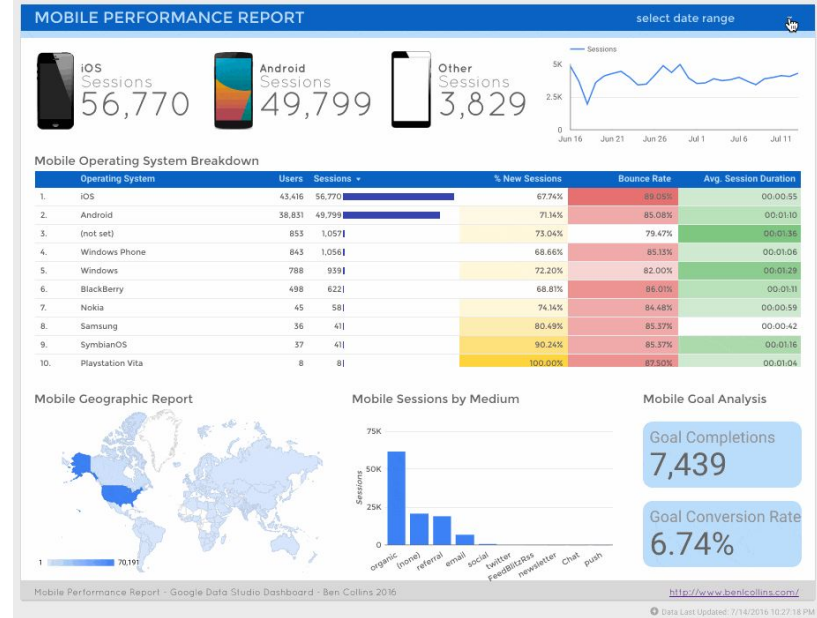 MOBILE PERFORMANCE REPORT select date range
iOS
Sessions
56,770
Android
Sessions
49,799
Other
Sessions
3,829
Sessions
5K
2.5K
0
Jun 16 Jun 21 Jun 26 Jul 1 Jul 6 Jul 11
Mobile Operating System Breakdown
Operating System Users Sessions % New Sessions Bounce Rate Avg. Session Duration
1. iOS 43,416 56,770 67.74% 89.05% 00:00:55
2. Android 38,831 49,799 71.14% 85.08% 00:01:10
3. (not set) 853 1,057 73.04% 79.47% 00:01:36
4. Windows Phone 843 1,056 68.66% 85.13% 00:01:06
5. Windows 788 939 72.20% 82.00% 00:01:29
6. BlackBerry 498 622 68.81% 86.01% 00:01:11
7. Nokia 45 58 74.14% 84.48% 00:00:59
8. Samsung 36 41 80.49% 85.37% 00:00:42
9. SymbianOS 37 41 90.24% 85.37% 00:01:16
10. Playstation Vita 8 8 100.00% 87.50% 00:01:04
Mobile Geographic Report
1 70,191
Mobile Sessions by Medium
75K
50K
25K
0
Sessions
organic (none) referral email social twitter FeedBlitzRss newsletter Chat push
Mobile Goal Analysis
Goal Completions
7,439
Goal Conversion Rate
6.74%
Mobile Performance Report - Google Data Studio Dashboard - Ben Collins 2016 http://www.benlcollins.com/
Data Last Updated: 7/14/2016 10:27:18 PM